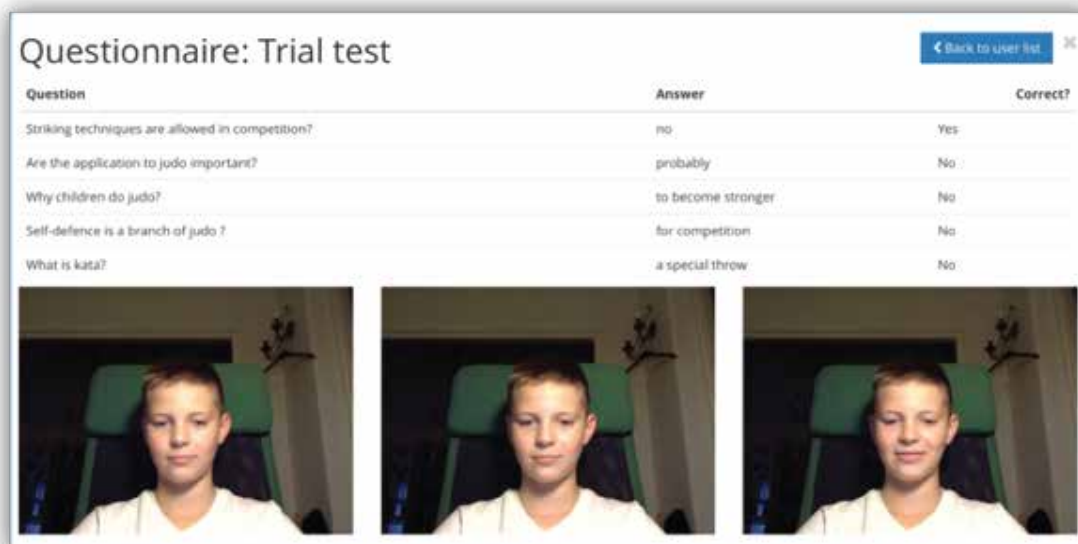 Questionnaire: Trial test
Back to user list
Question Answer Correct?
Striking techniques are allowed in competition? no Yes
Are the application to judo important? probably No
Why children do judo? to become stronger No
Self-defence is a branch of judo ? for competition No
What is kata? a special throw No